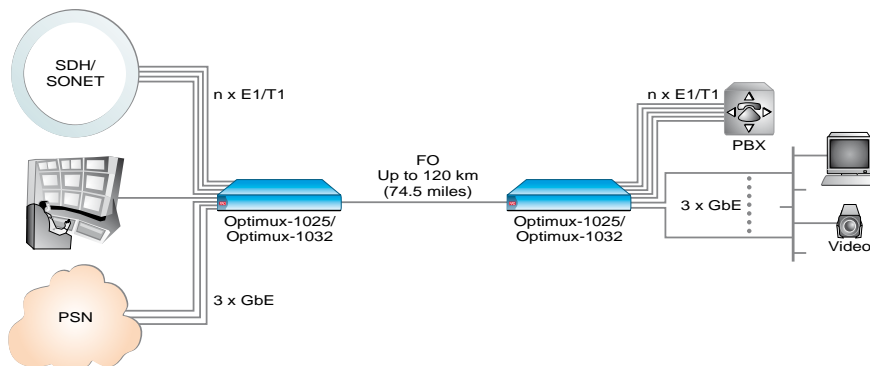 SDH/
SONET
n x E1/T1
n x E1/T1
PBX
FO
Up to 120 km
(74.5 miles)
Optimux-1025/
Optimux-1032
Optimux-1025/
Optimux-1032
3 x GbE
Video
3 x GbE
PSN